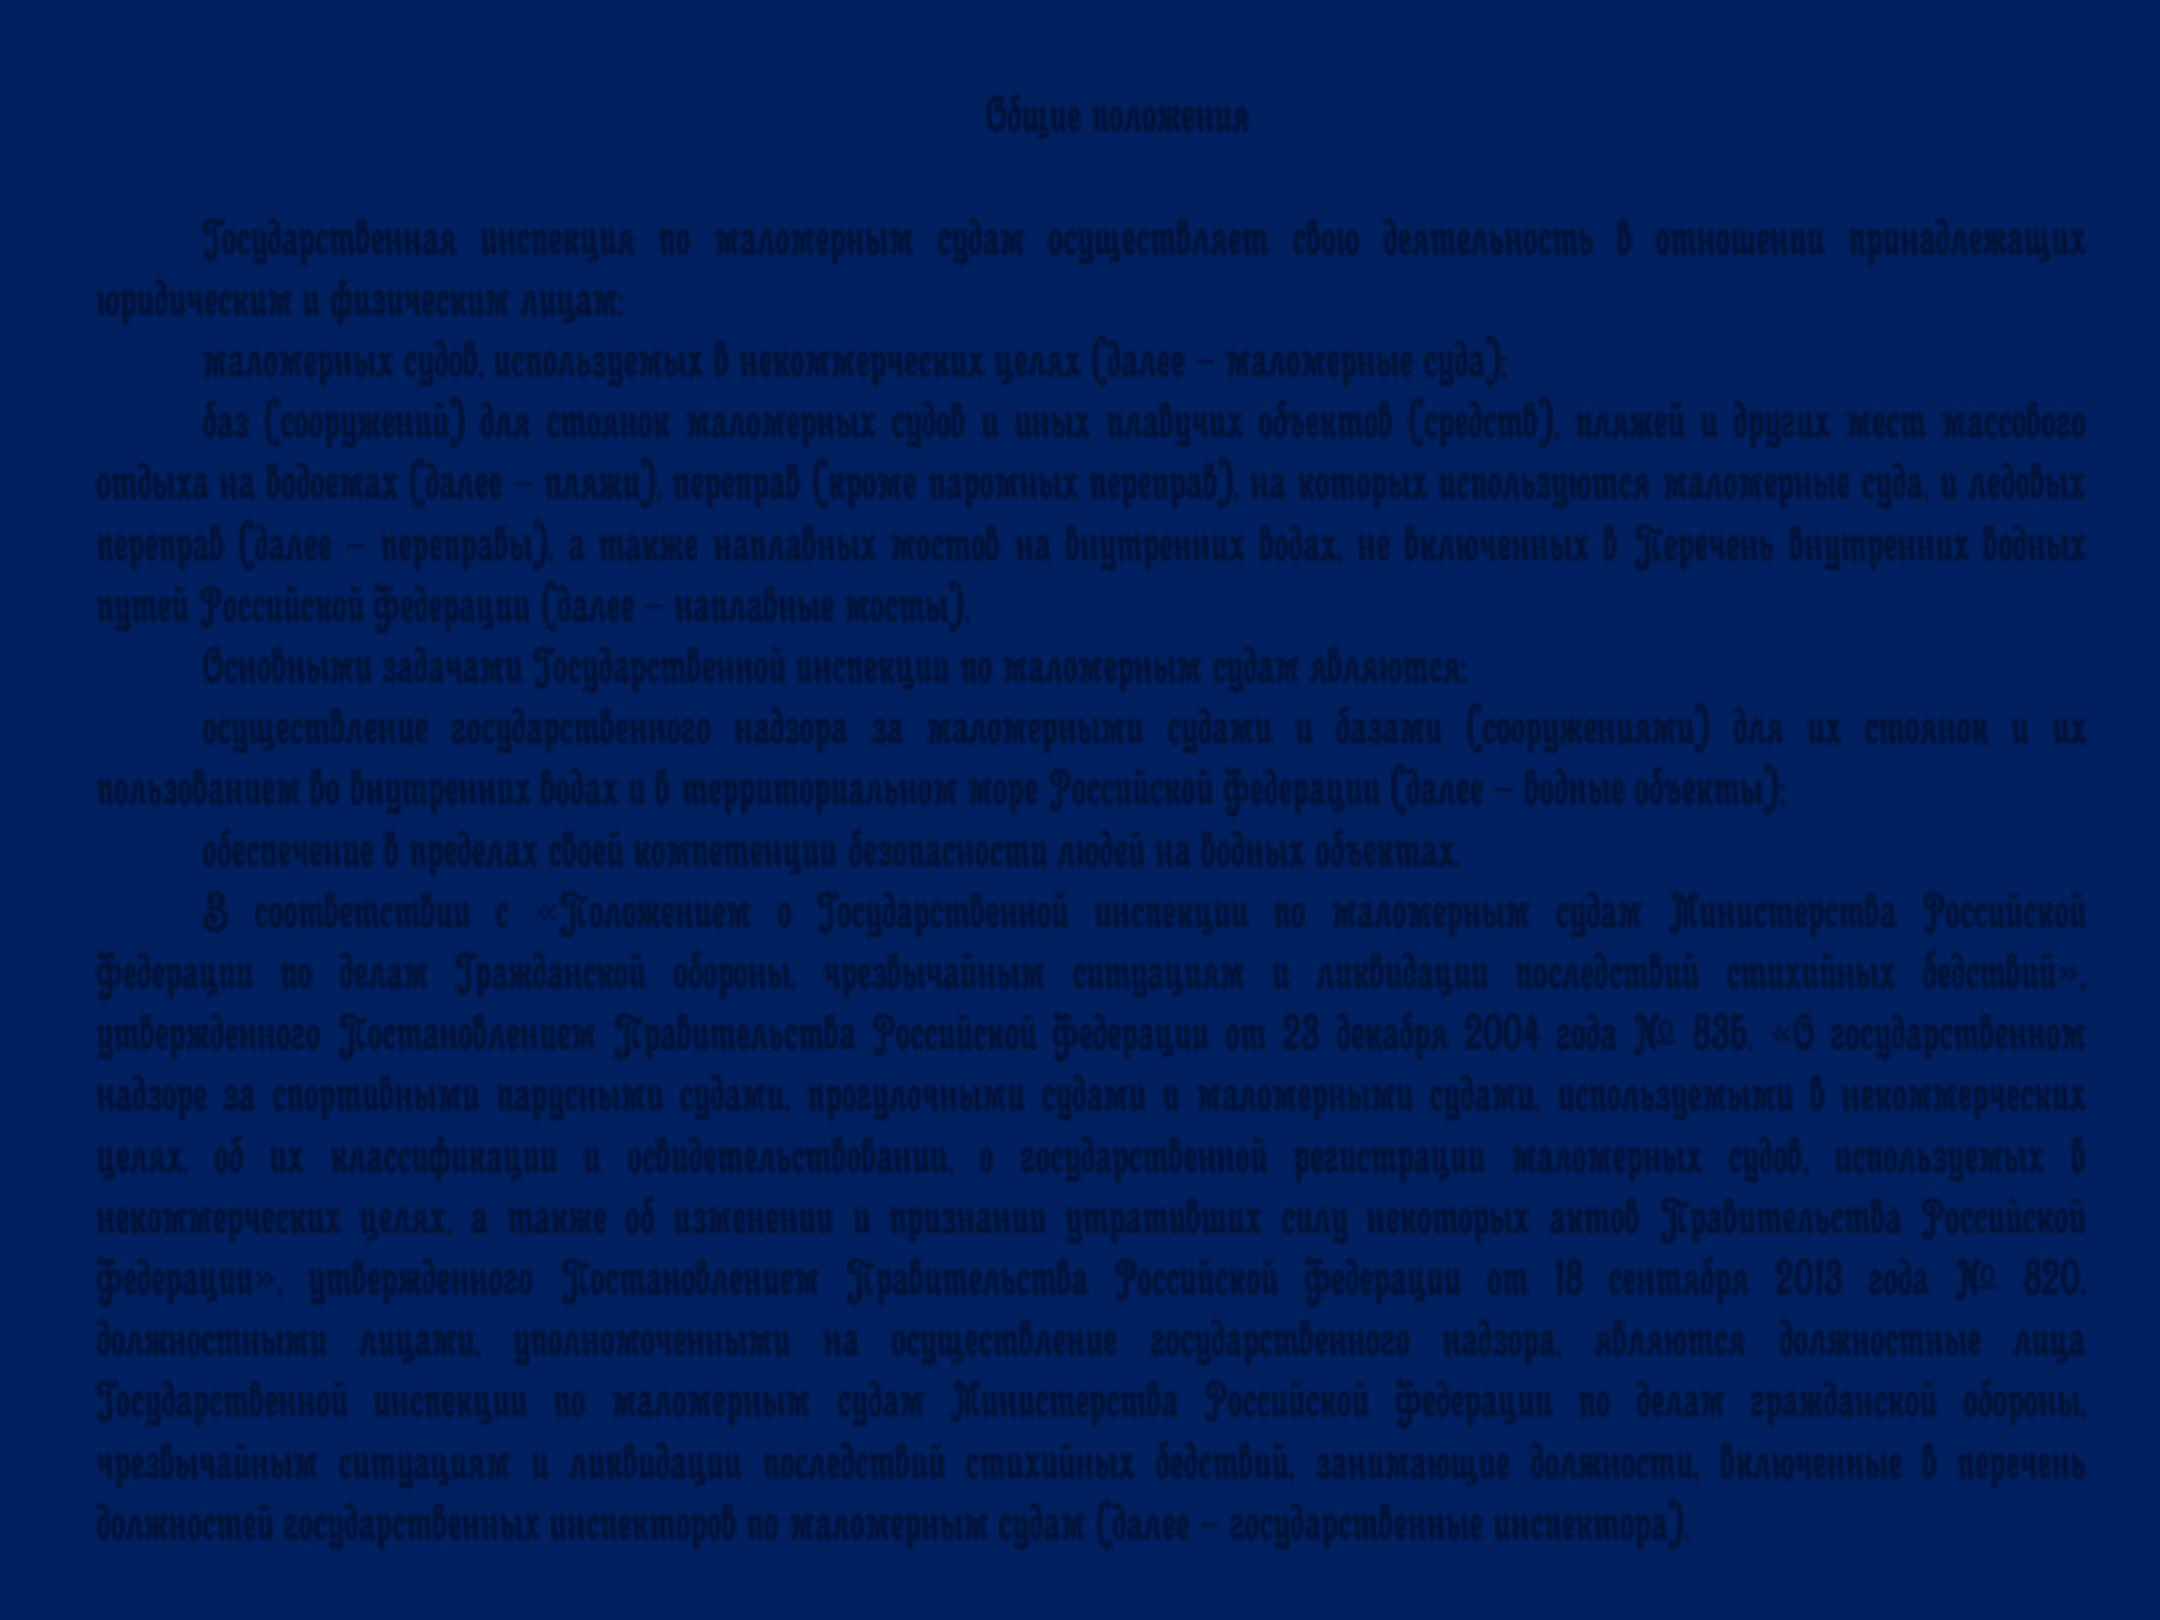 Общие положения
Государственная инспекция по маломерным судам осуществляет свою деятельность в отношении принадлежащих
юридическим и физическим лицам:
маломерных судов, используемых в некоммерческих целях (далее – маломерные суда);
баз (сооружений) для стоянок маломерных судов и иных плавучих объектов (средств), пляжей и других мест массового
отдыха на водоемах (далее – пляжи), переправ (кроме паромных переправ), на которых используются маломерные суда, и ледовых
переправ (далее – переправы), а также наплавных мостов на внутренних водах, не включенных в Перечень внутренних водных
путей Российской Федерации (далее – наплавные мосты).
Основными задачами Государственной инспекции по маломерным судам являются:
осуществление государственного надзора за маломерными судами и базами (сооружениями) для их стоянок и их
пользованием во внутренних водах и в территориальном море Российской Федерации (далее – водные объекты);
обеспечение в пределах своей компетенции безопасности людей на водных объектах.
В соответствии с «Положением о Государственной инспекции по маломерным судам Министерства Российской
Федерации по делам Гражданской обороны, чрезвычайным ситуациям и ликвидации последствий стихийных бедствий»,
утвержденного Постановлением Правительства Российской Федерации от 23 декабря 2004 года № 835, «О государственном
надзоре за спортивными парусными судами, прогулочными судами и маломерными судами, используемыми в некоммерческих
целях, об их классификации и освидетельствовании, о государственной регистрации маломерных судов, используемых в
некоммерческих целях, а также об изменении и признании утративших силу некоторых актов Правительства Российской
Федерации», утвержденного Постановлением Правительства Российской Федерации от 18 сентября 2013 года № 820,
должностными лицами, уполномоченными на осуществление государственного надзора, являются должностные лица
Государственной инспекции по маломерным судам Министерства Российской Федерации по делам гражданской обороны,
чрезвычайным ситуациям и ликвидации последствий стихийных бедствий, занимающие должности, включенные в перечень
должностей государственных инспекторов по маломерным судам (далее – государственные инспектора).